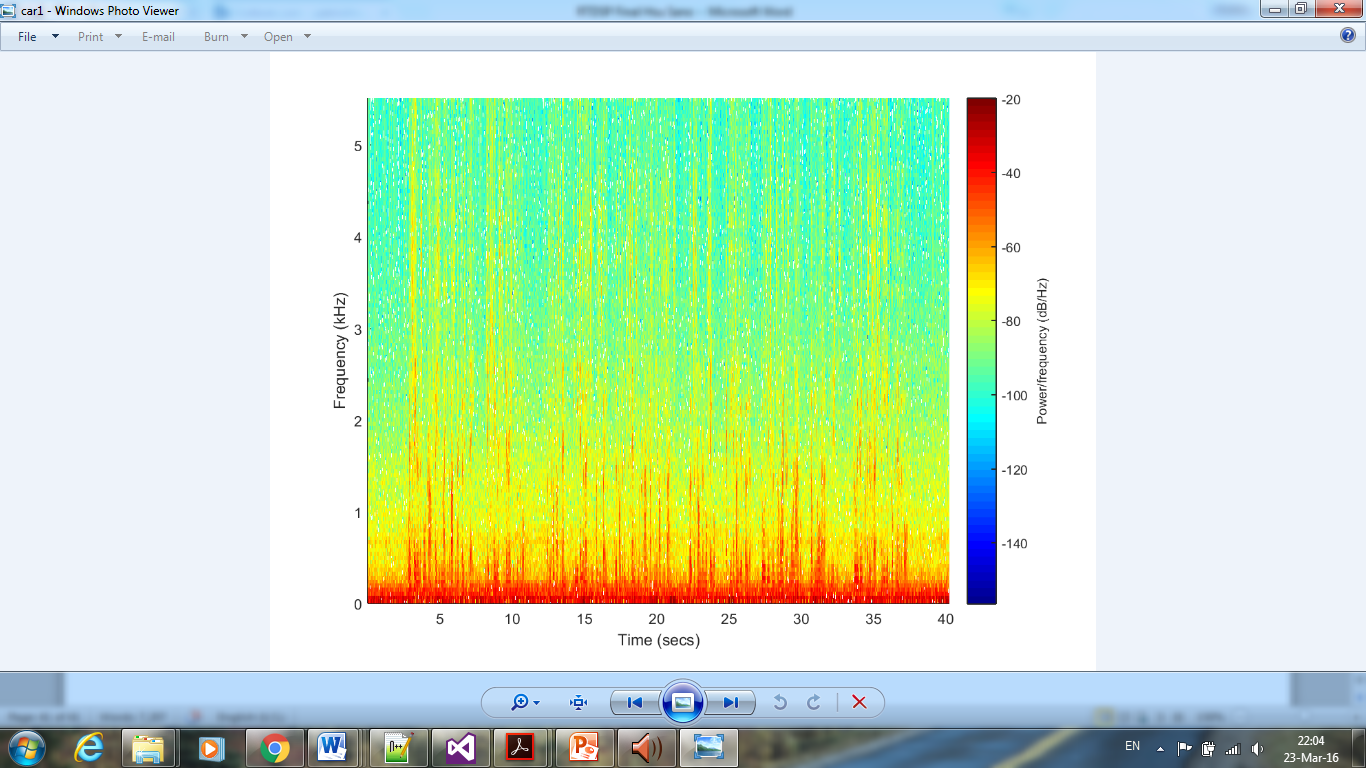 car1 - Windows Photo Viewer
File Print E-mail Burn Open
5
4
3
2
1
0
Frequency (kHz)
5 10 15 20 25 30 35 40
Time (secs)
-20
-40
-60
-80
-100
-120
-140
Power/frequency (dB/Hz)
EN
22:04
23-Mar-16